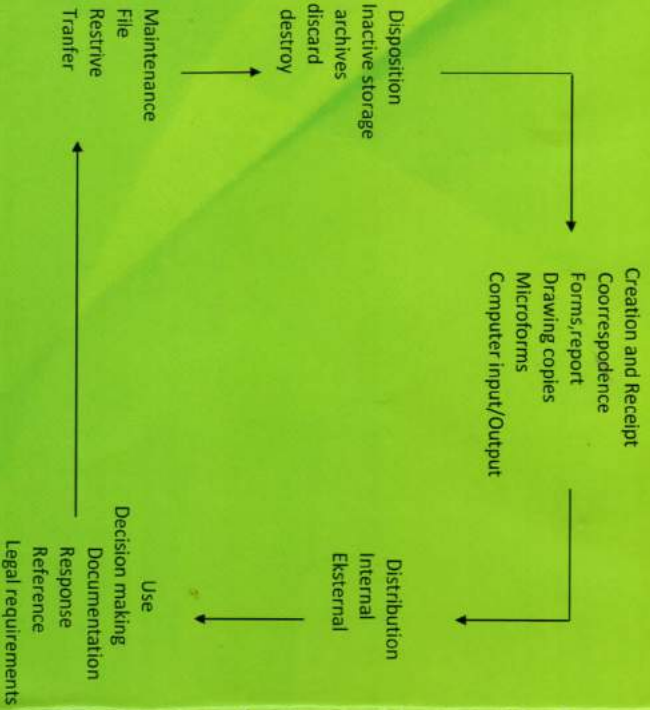 Creation and Receipt
Coorrespodence
Forms,report
Drawing copies
Microforms
Computer input/Output
Distribution
Internal
Eksternal
Use
Decision making
Documentation
Response
Reference
Legal requirements
Maintenance
File
Restrive
Tranfer
Disposition
Inactive storage
archives
discard
destroy